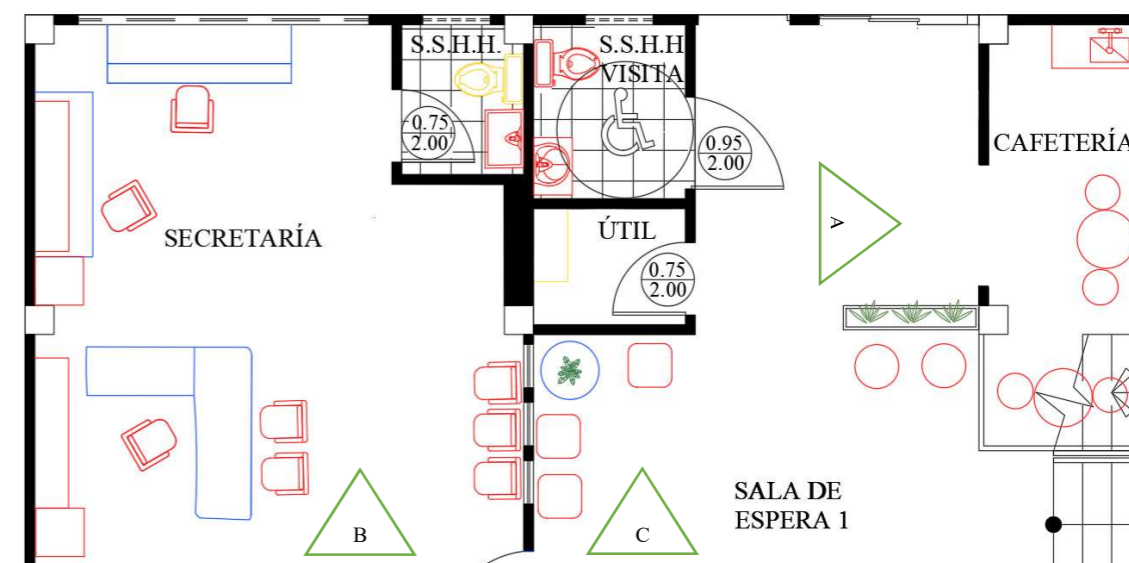 S.S.H.H.
0.75
2.00
S.S.H.H
VISITA
0.95
2.00
CAFETERÍA
SECRETARÍA
ÚTIL
0.75
2.00
A
B
C
SALA DE
ESPERA 1